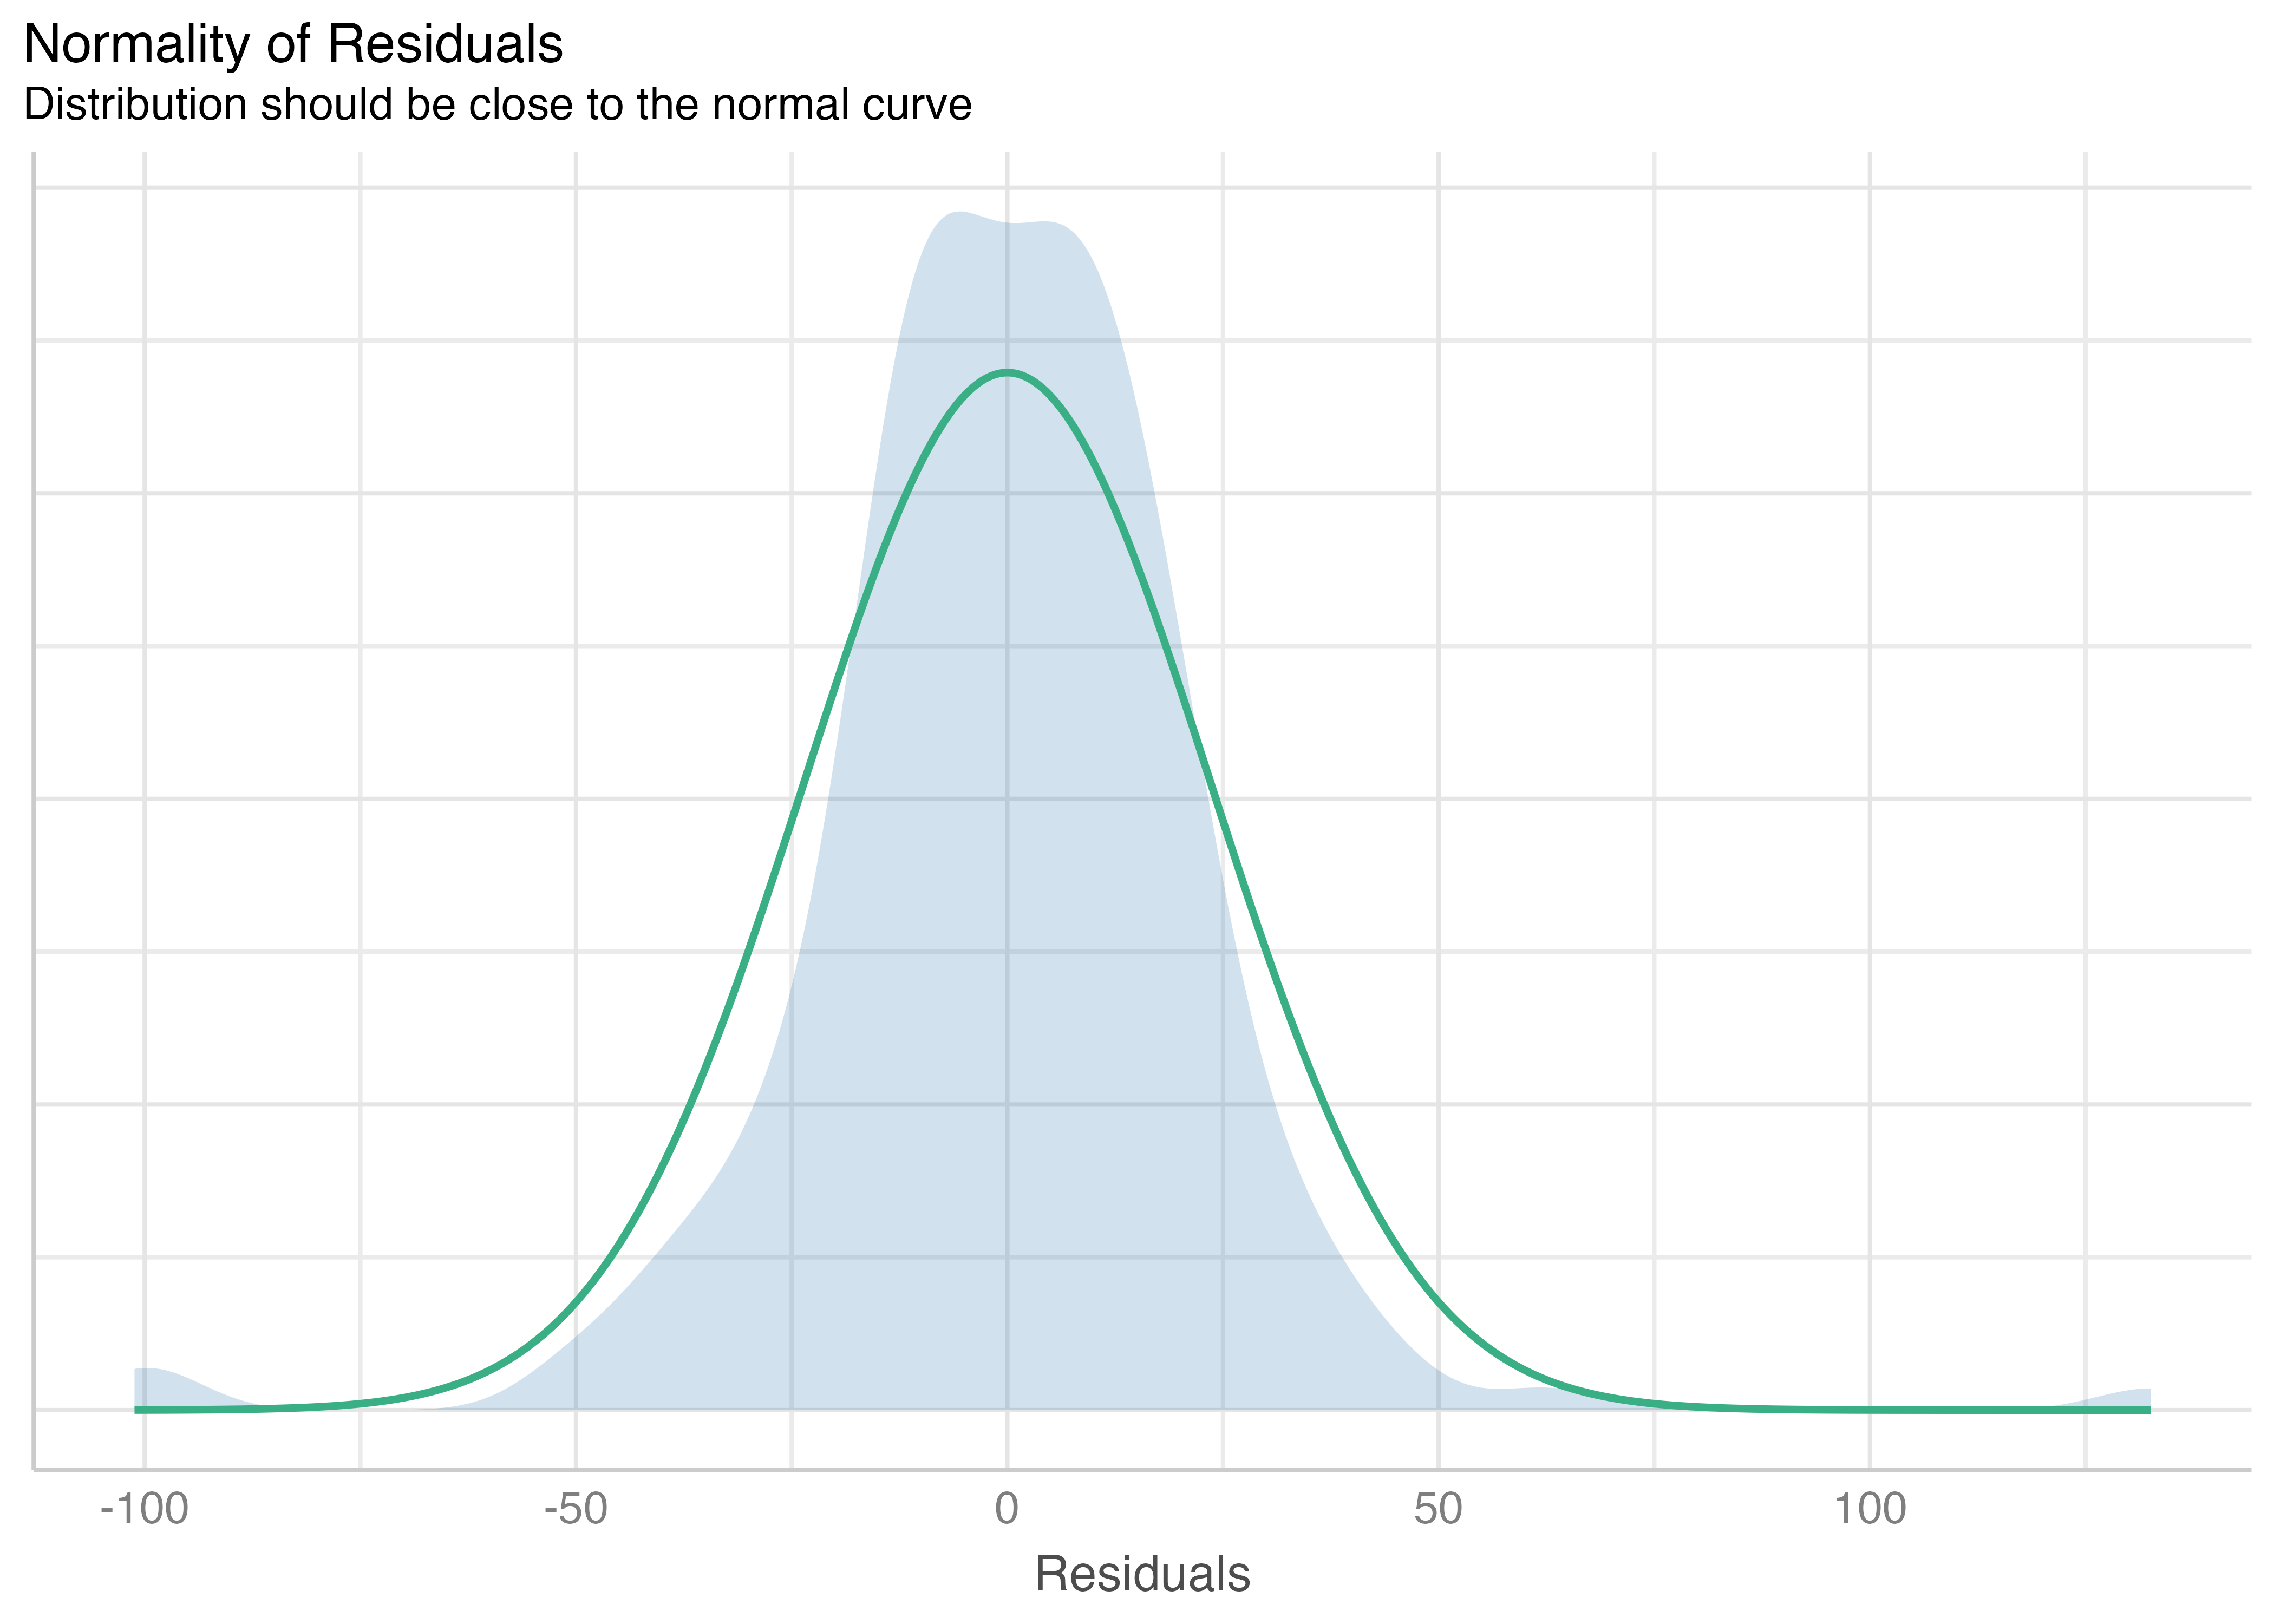 Normality of Residuals
Distribution should be close to the normal curve
-100 -50 0 50 100
Residuals